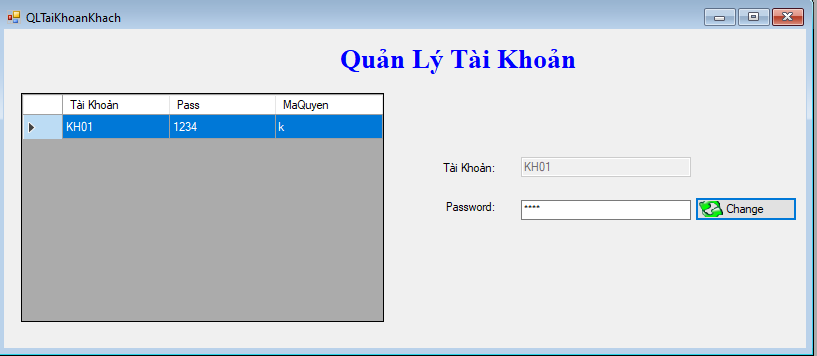 QLTaiKhoanKhach
Quản Lý Tài Khoản
Tài Khoản Pass MaQuyen
KH01 1234 k
Tài Khoản: KH01
Password: ****
Change